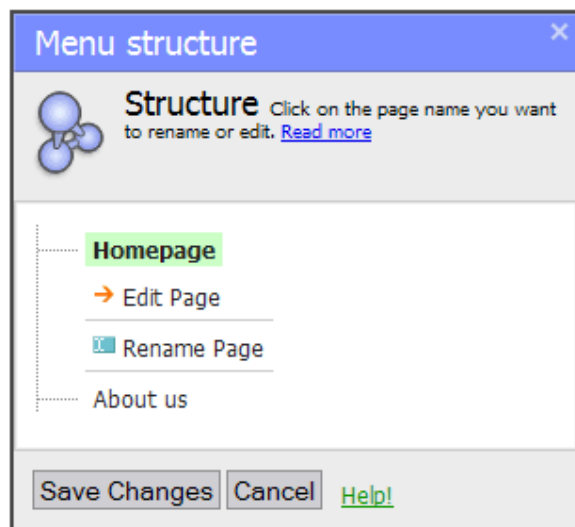 Menu structure
Structure Click on the page name you want
to rename or edit. Read more
Homepage
Edit Page
Rename Page
About us
Save Changes Cancel Help!